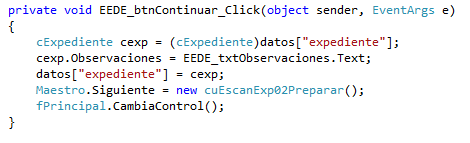 private void EEDE_btnContinuar_Click(object sender, EventArgs e)
{
    cExpediente cexp = (cExpediente)datos["expediente"];
    cexp.Observaciones = EEDE_txtObservaciones.Text;
    datos["expediente"] = cexp;
    Maestro.Siguiente = new cuEscanExp02Preparar();
    fPrincipal.CambiaControl();
}